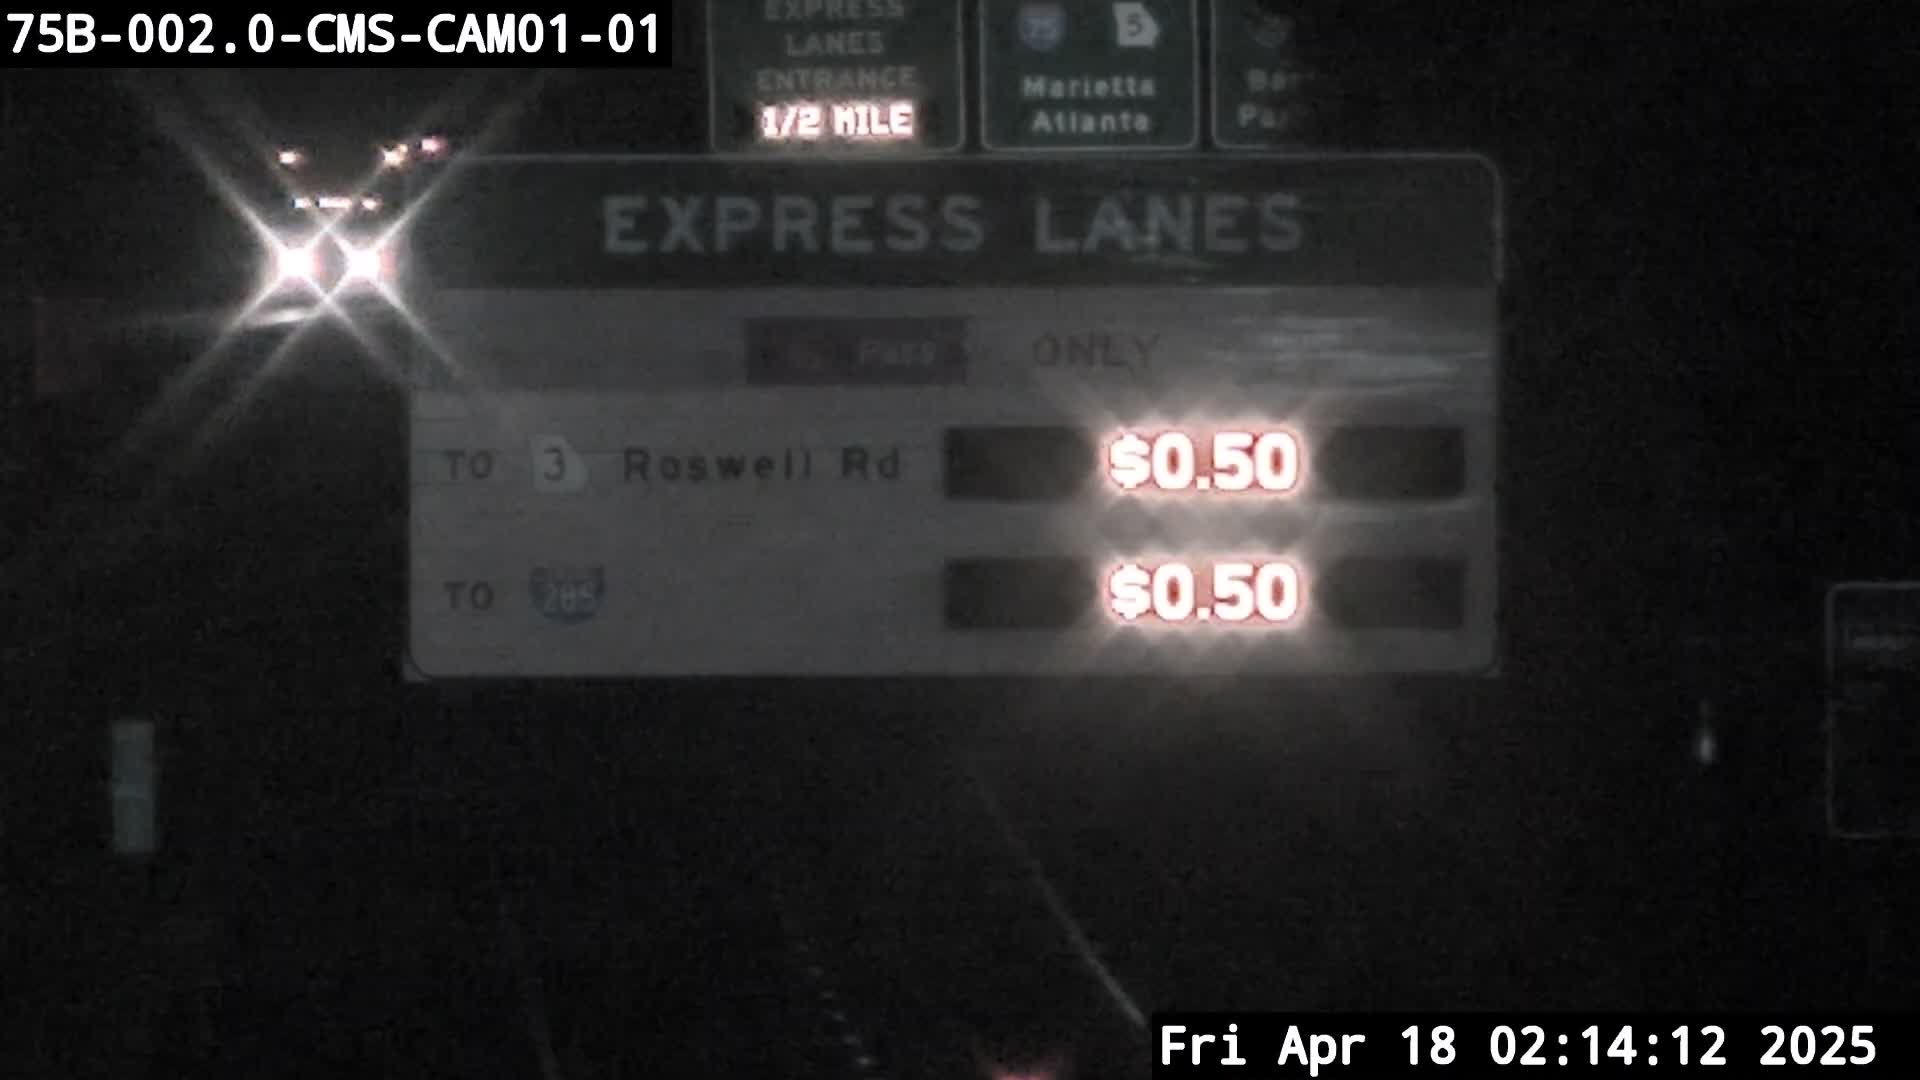 75B-002.0-CMS-CAM01-01
EXPRESS
LANES
ENTRANCE
1/2 MILE
75 5
Marietta
Atlanta
EXPRESS LANES
Pass ONLY
TO 3 Roswell Rd $0.50
TO 285 $0.50
Fri Apr 18 02:14:12 2025